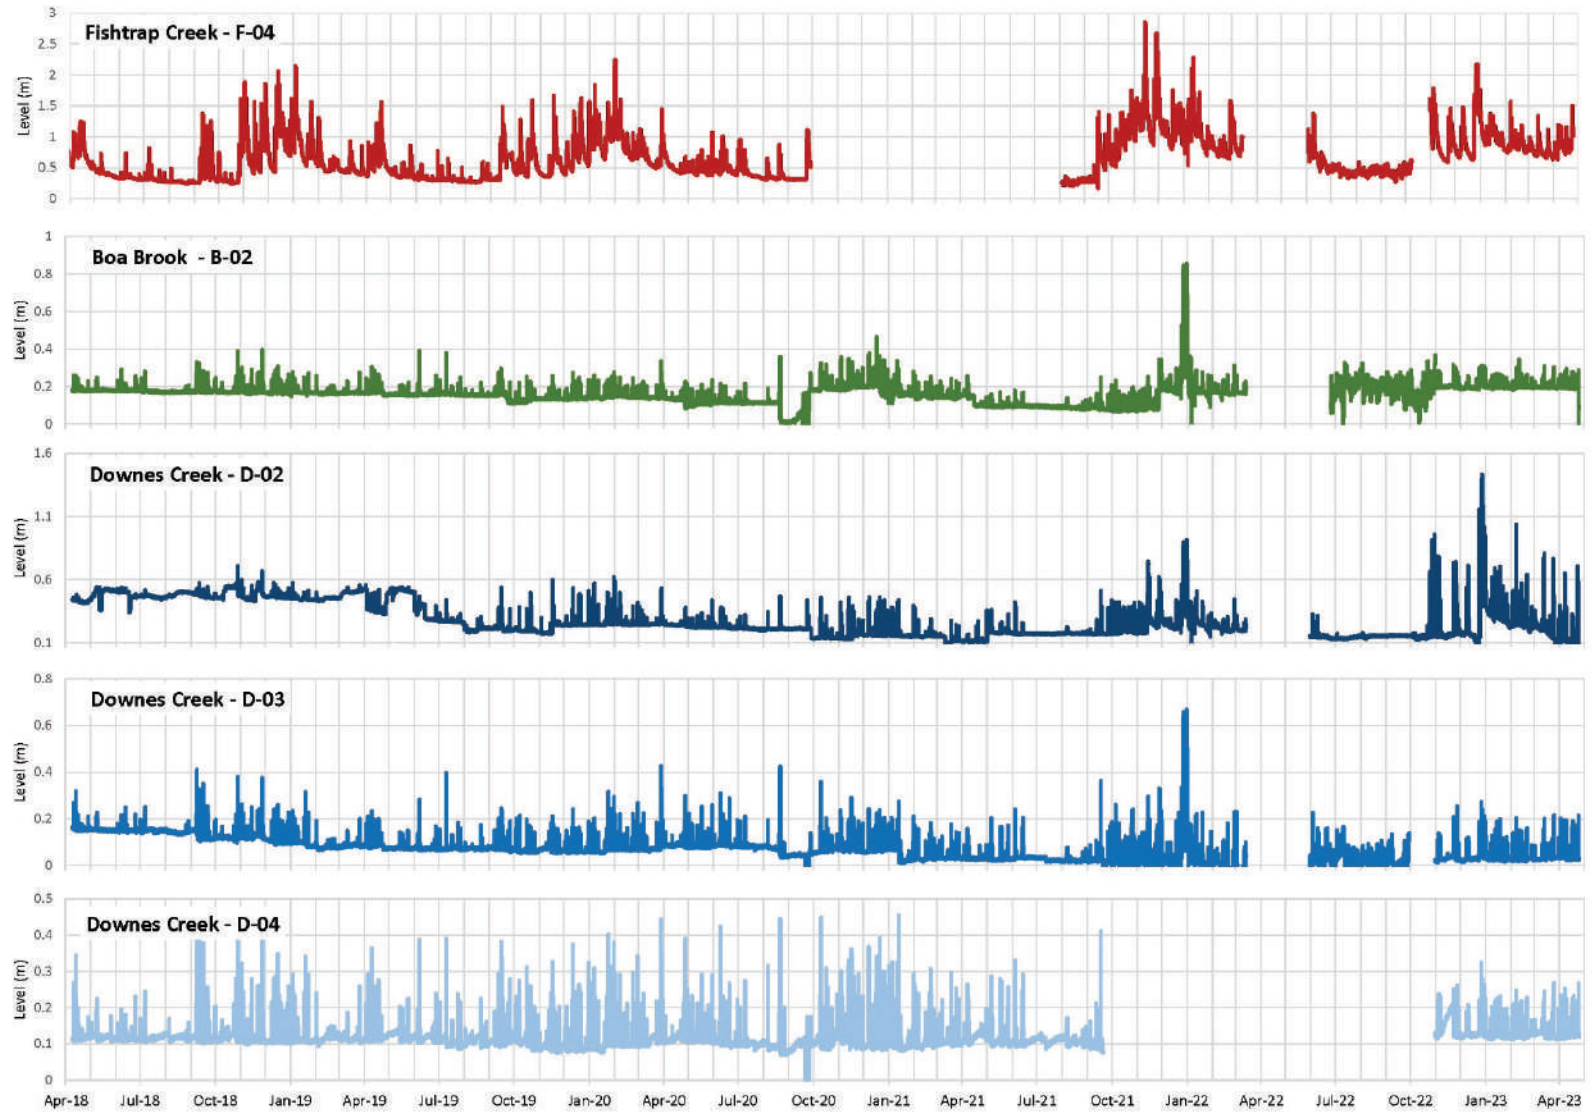 Fishtrap Creek - F-04
Level (m)
3
2.5
2
1.5
1
0.5
0
Boa Brook - B-02
Level (m)
1
0.8
0.6
0.4
0.2
0
Downes Creek - D-02
Level (m)
1.6
1.1
0.6
0.1
Downes Creek - D-03
Level (m)
0.8
0.6
0.4
0.2
0
Downes Creek - D-04
Level (m)
0.5
0.4
0.3
0.2
0.1
0
Apr-18 Jul-18 Oct-18 Jan-19 Apr-19 Jul-19 Oct-19 Jan-20 Apr-20 Jul-20 Oct-20 Jan-21 Apr-21 Jul-21 Oct-21 Jan-22 Apr-22 Jul-22 Oct-22 Jan-23 Apr-23